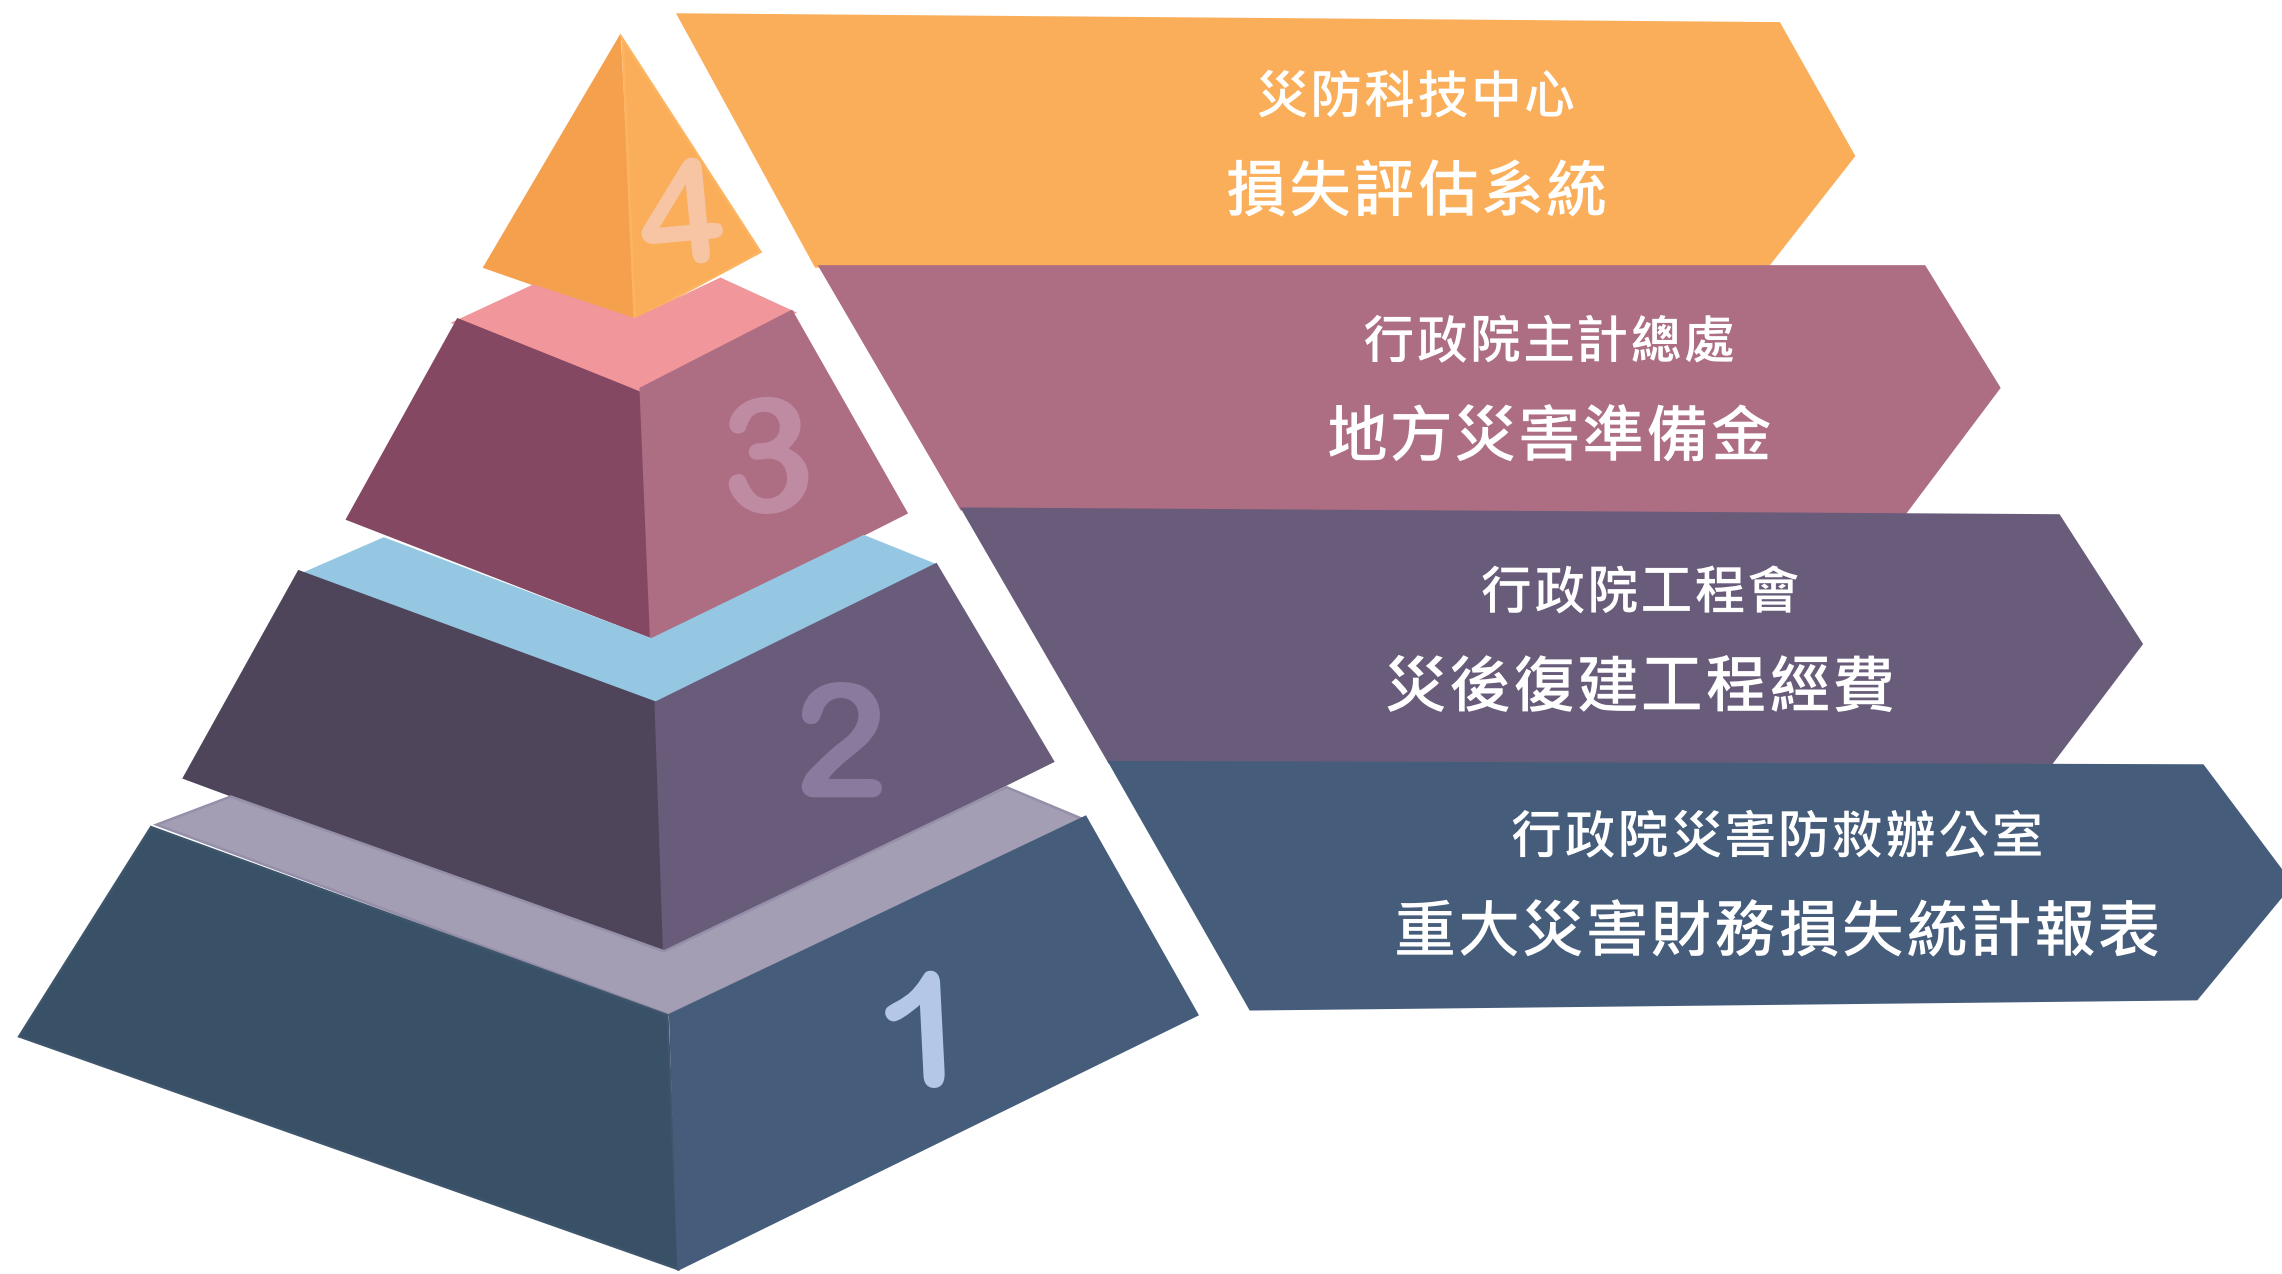 4
災防科技中心
損失評估系統
3
行政院主計總處
地方災害準備金
2
行政院工程會
災後復建工程經費
1
行政院災害防救辦公室
重大災害財務損失統計報表